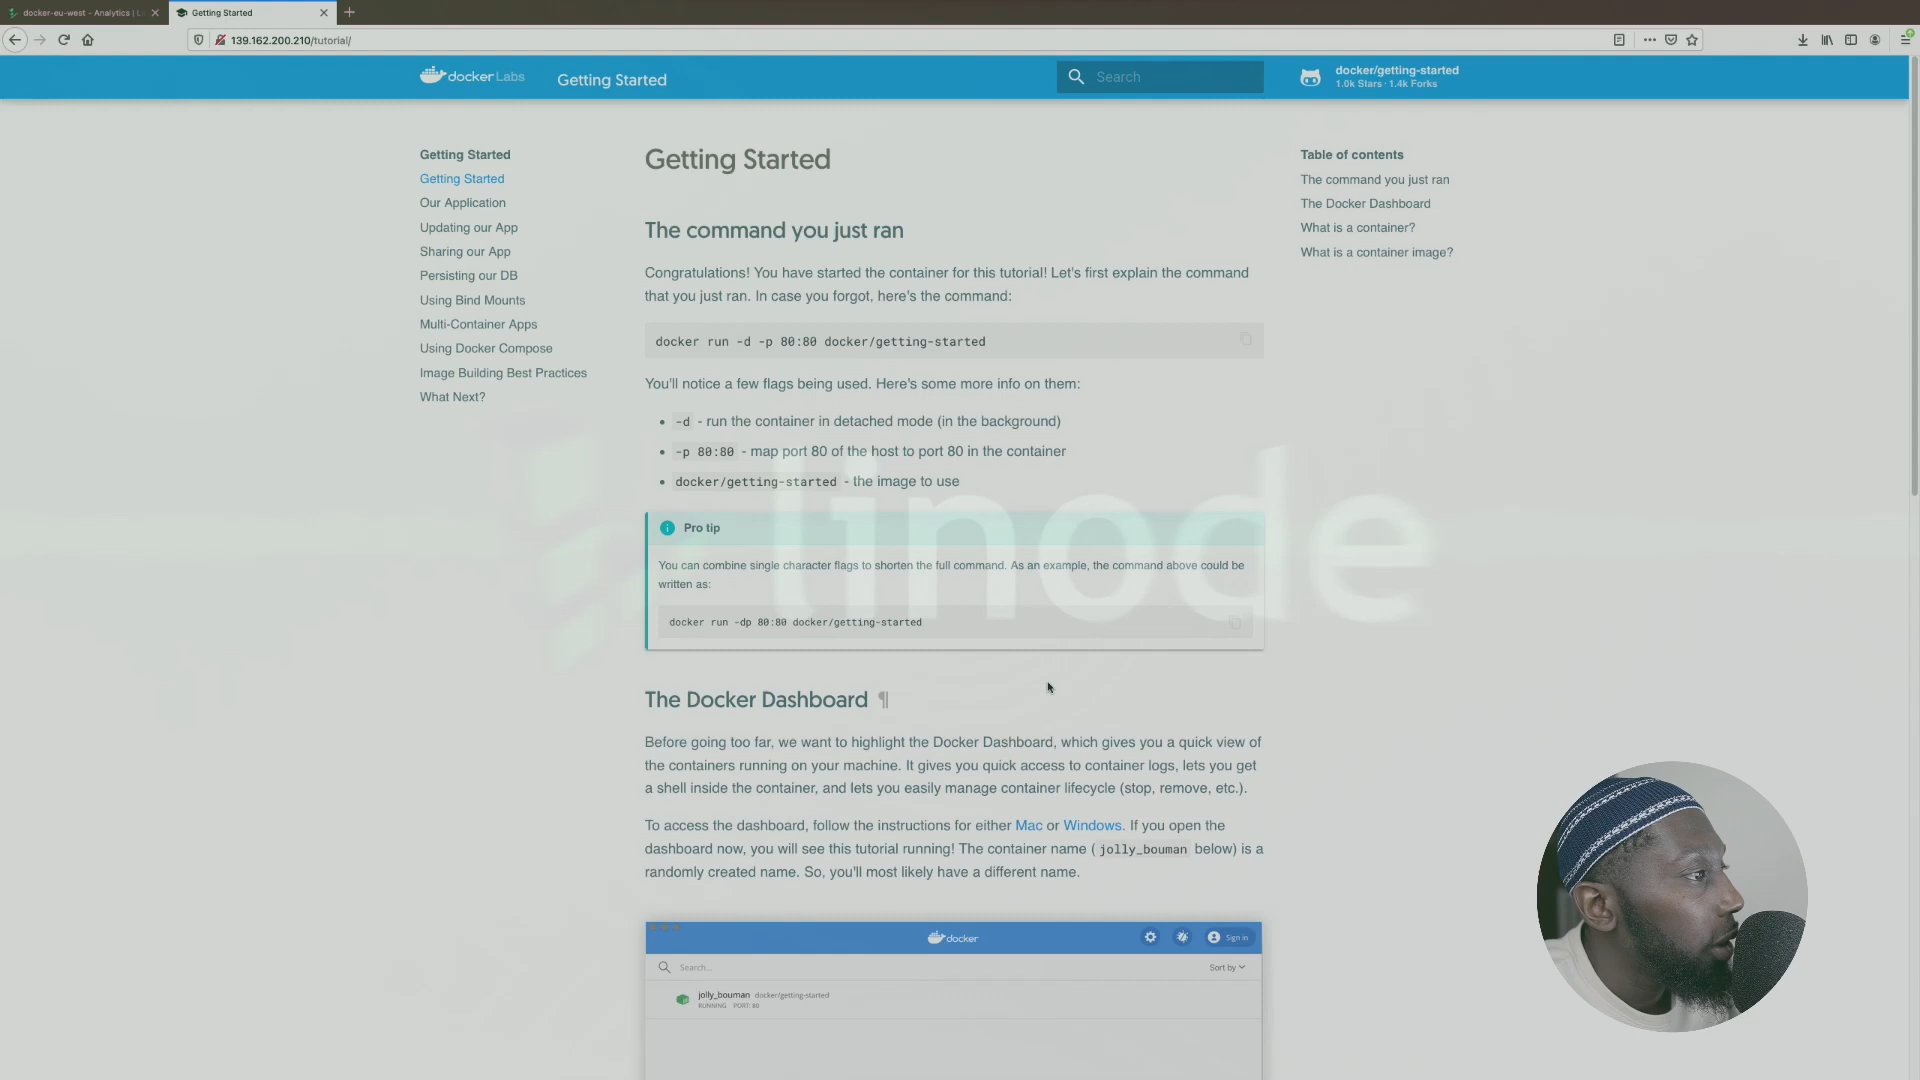 docker-eu-west - Analytics | L
Getting Started
139.162.200.210/tutorial/
docker Labs
Getting Started
Search
docker/getting-started
1.0k Stars · 1.4k Forks
Getting Started
Getting Started
Our Application
Updating our App
Sharing our App
Persisting our DB
Using Bind Mounts
Multi-Container Apps
Using Docker Compose
Image Building Best Practices
What Next?
Getting Started
The command you just ran
Congratulations! You have started the container for this tutorial! Let's first explain the command
that you just ran. In case you forgot, here's the command:
docker run -d -p 80:80 docker/getting-started
You'll notice a few flags being used. Here's some more info on them:
-d - run the container in detached mode (in the background)
-p 80:80 - map port 80 of the host to port 80 in the container
docker/getting-started - the image to use
Pro tip
You can combine single character flags to shorten the full command. As an example, the command above could be
written as:
docker run -dp 80:80 docker/getting-started
linode
The Docker Dashboard ¶
Before going too far, we want to highlight the Docker Dashboard, which gives you a quick view of
the containers running on your machine. It gives you quick access to container logs, lets you get
a shell inside the container, and lets you easily manage container lifecycle (stop, remove, etc.).
To access the dashboard, follow the instructions for either Mac or Windows. If you open the
dashboard now, you will see this tutorial running! The container name ( jolly_bouman below) is a
randomly created name. So, you'll most likely have a different name.
docker
Sign in
Search...
Sort by
jolly_bouman docker/getting-started
RUNNING PORT: 80
Table of contents
The command you just ran
The Docker Dashboard
What is a container?
What is a container image?